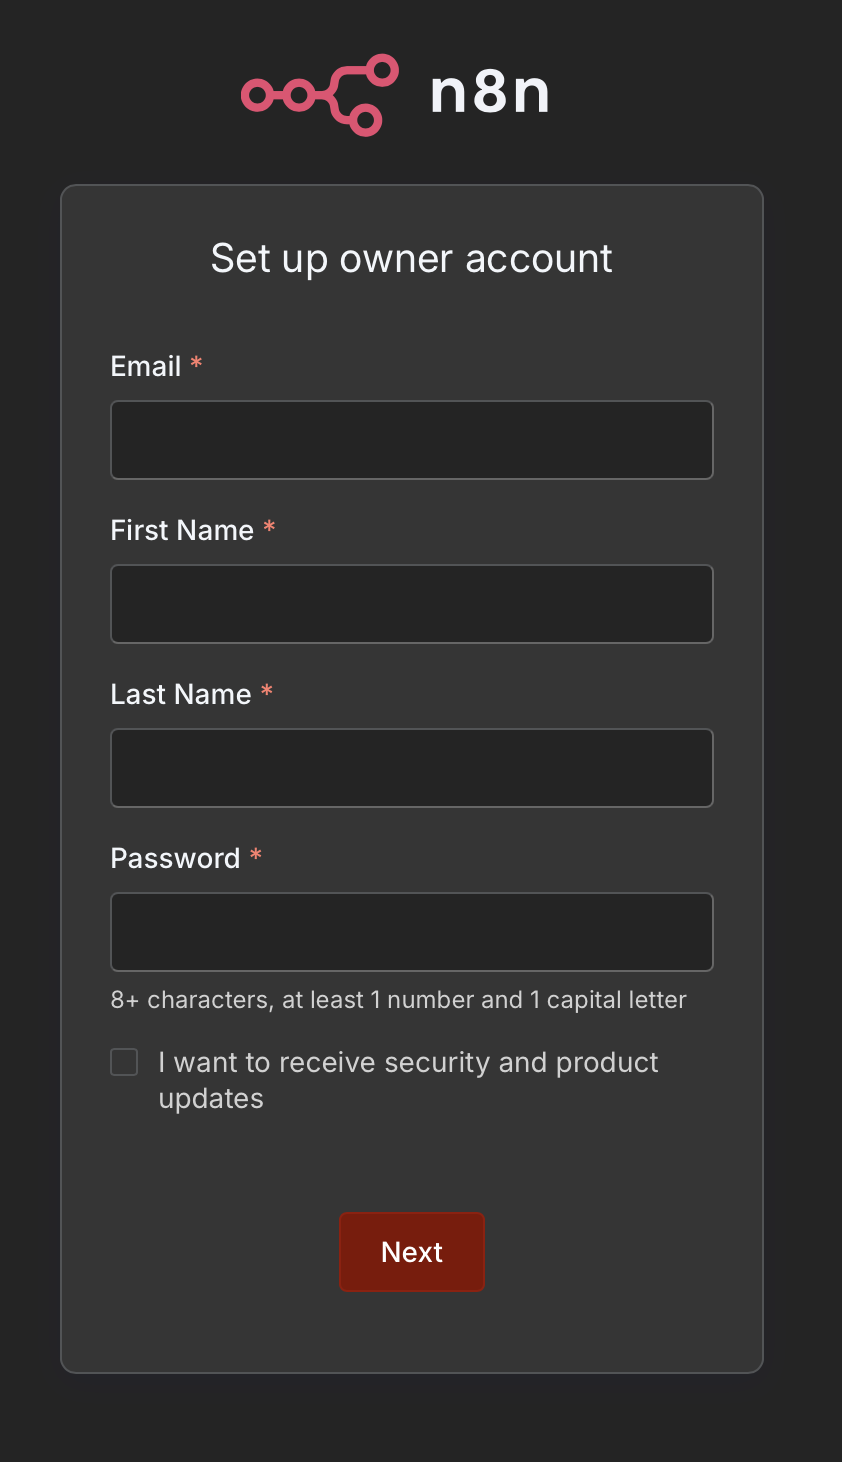 n8n
Set up owner account
Email *
First Name *
Last Name *
Password *
8+ characters, at least 1 number and 1 capital letter
I want to receive security and product
updates
Next